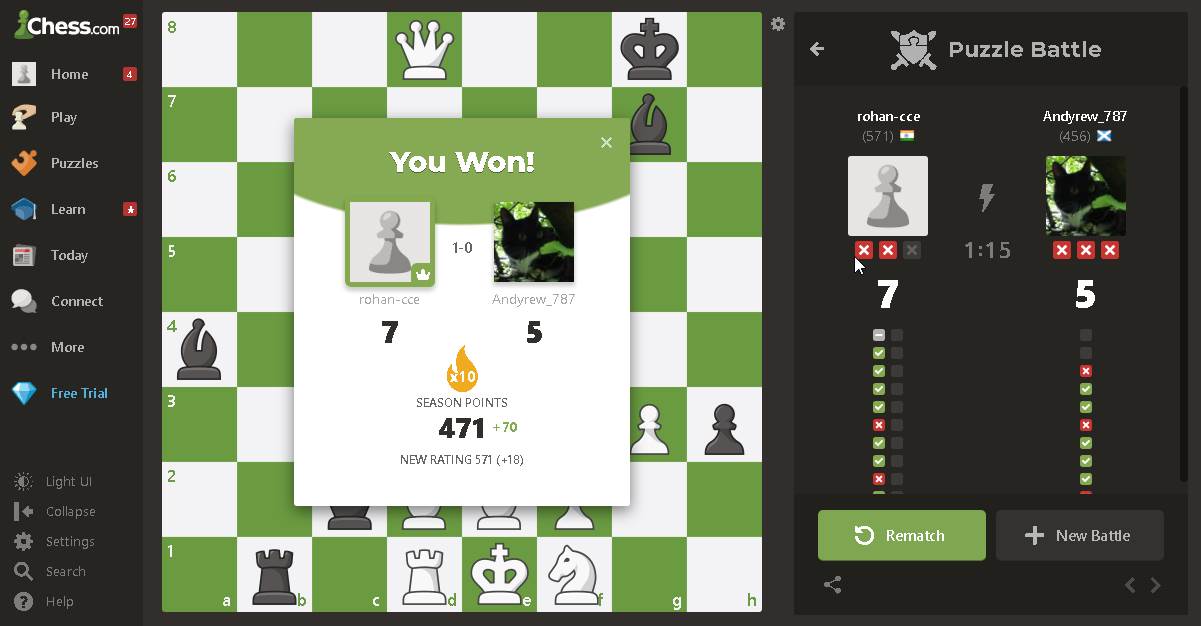 Chess.com 27
Home 4
Play
Puzzles
Learn
Today
Connect
More
Free Trial
Light UI
Collapse
Settings
Search
Help
8
7
6
5
4
3
2
1
a b c d e f g h
You Won!
1-0
rohan-cce Andyrew_787
7 5
x10
SEASON POINTS
471 +70
NEW RATING 571 (+18)
Puzzle Battle
rohan-cce Andyrew_787
(571) (456)
1:15
7 5
Rematch New Battle